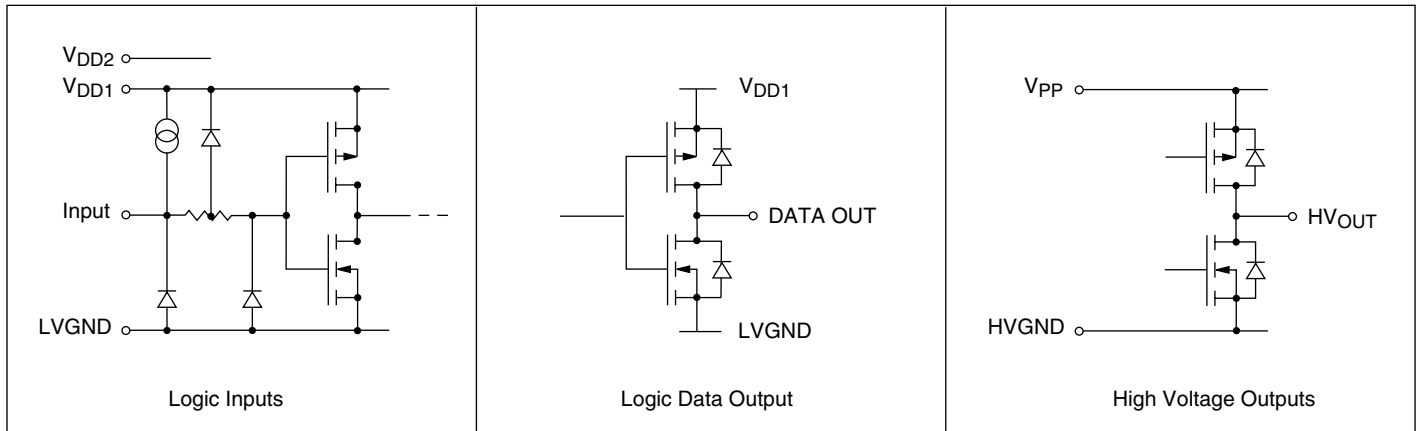 VDD2
VDD1
Input
LVGND
Logic Inputs
VDD1
DATA OUT
LVGND
Logic Data Output
VPP
HVOUT
HVGND
High Voltage Outputs